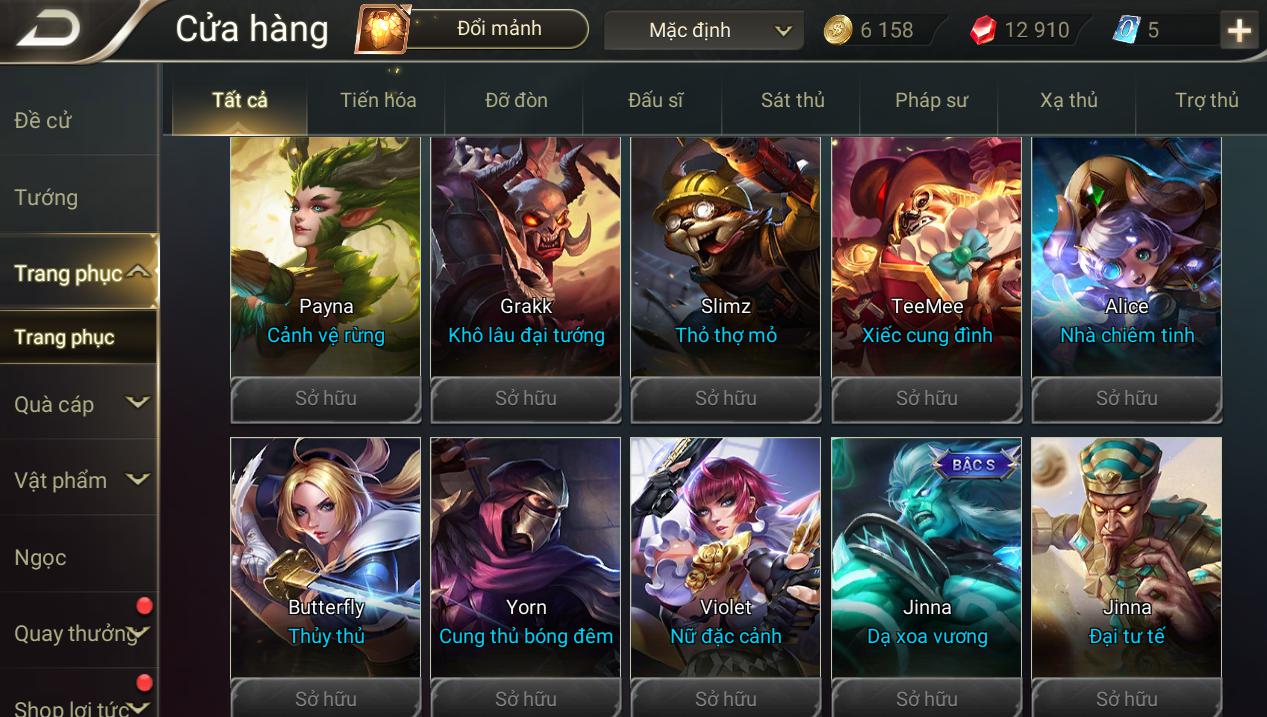 Cửa hàng
Đổi mảnh
Mặc định
6 158
12 910
5
Đề cử
Tướng
Trang phục
Trang phục
Quà cáp
Vật phẩm
Ngọc
Quay thưởng
Shop lợi tức
Tất cả
Tiến hóa
Đỡ đòn
Đấu sĩ
Sát thủ
Pháp sư
Xạ thủ
Trợ thủ
Payna
Cảnh vệ rừng
Sở hữu
Grakk
Khô lâu đại tướng
Sở hữu
Slimz
Thỏ thợ mỏ
Sở hữu
TeeMee
Xiếc cung đình
Sở hữu
Alice
Nhà chiêm tinh
Sở hữu
Butterfly
Thủy thủ
Sở hữu
Yorn
Cung thủ bóng đêm
Sở hữu
Violet
Nữ đặc cảnh
Sở hữu
BẬC S
Jinna
Dạ xoa vương
Sở hữu
Jinna
Đại tư tế
Sở hữu